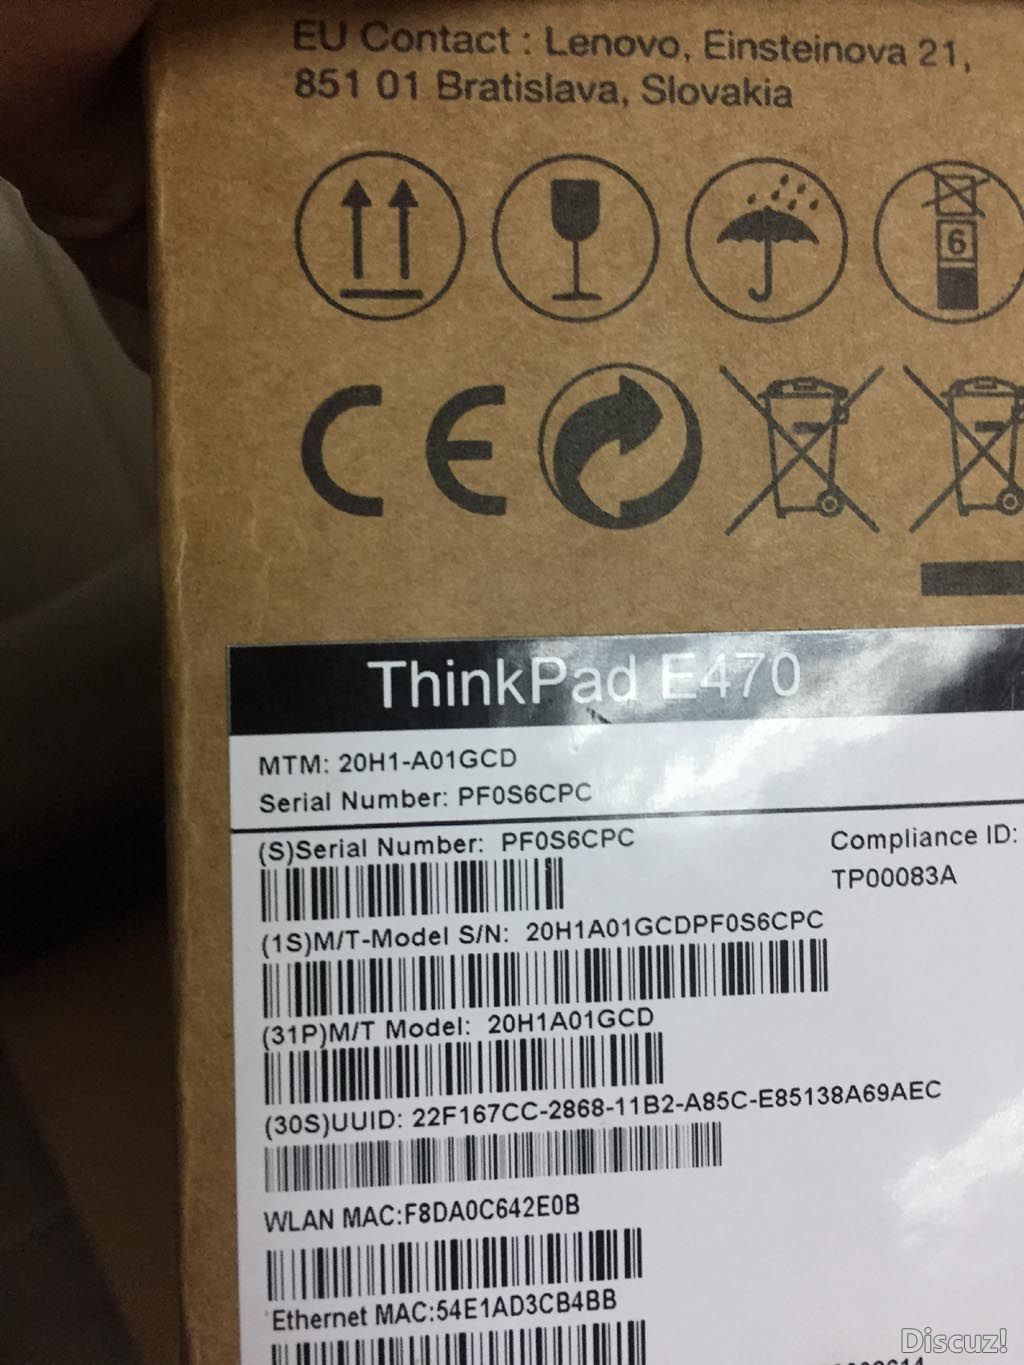 EU Contact : Lenovo, Einsteinova 21,
851 01 Bratislava, Slovakia
6
CE
ThinkPad E470
MTM: 20H1-A01GCD
Serial Number: PF0S6CPC
(S)Serial Number: PF0S6CPC
Compliance ID:
TP00083A
(1S)M/T-Model S/N: 20H1A01GCDPF0S6CPC
(31P)M/T Model: 20H1A01GCD
(30S)UUID: 22F167CC-2868-11B2-A85C-E85138A69AEC
WLAN MAC:F8DA0C642E0B
Ethernet MAC:54E1AD3CB4BB
Discuz!